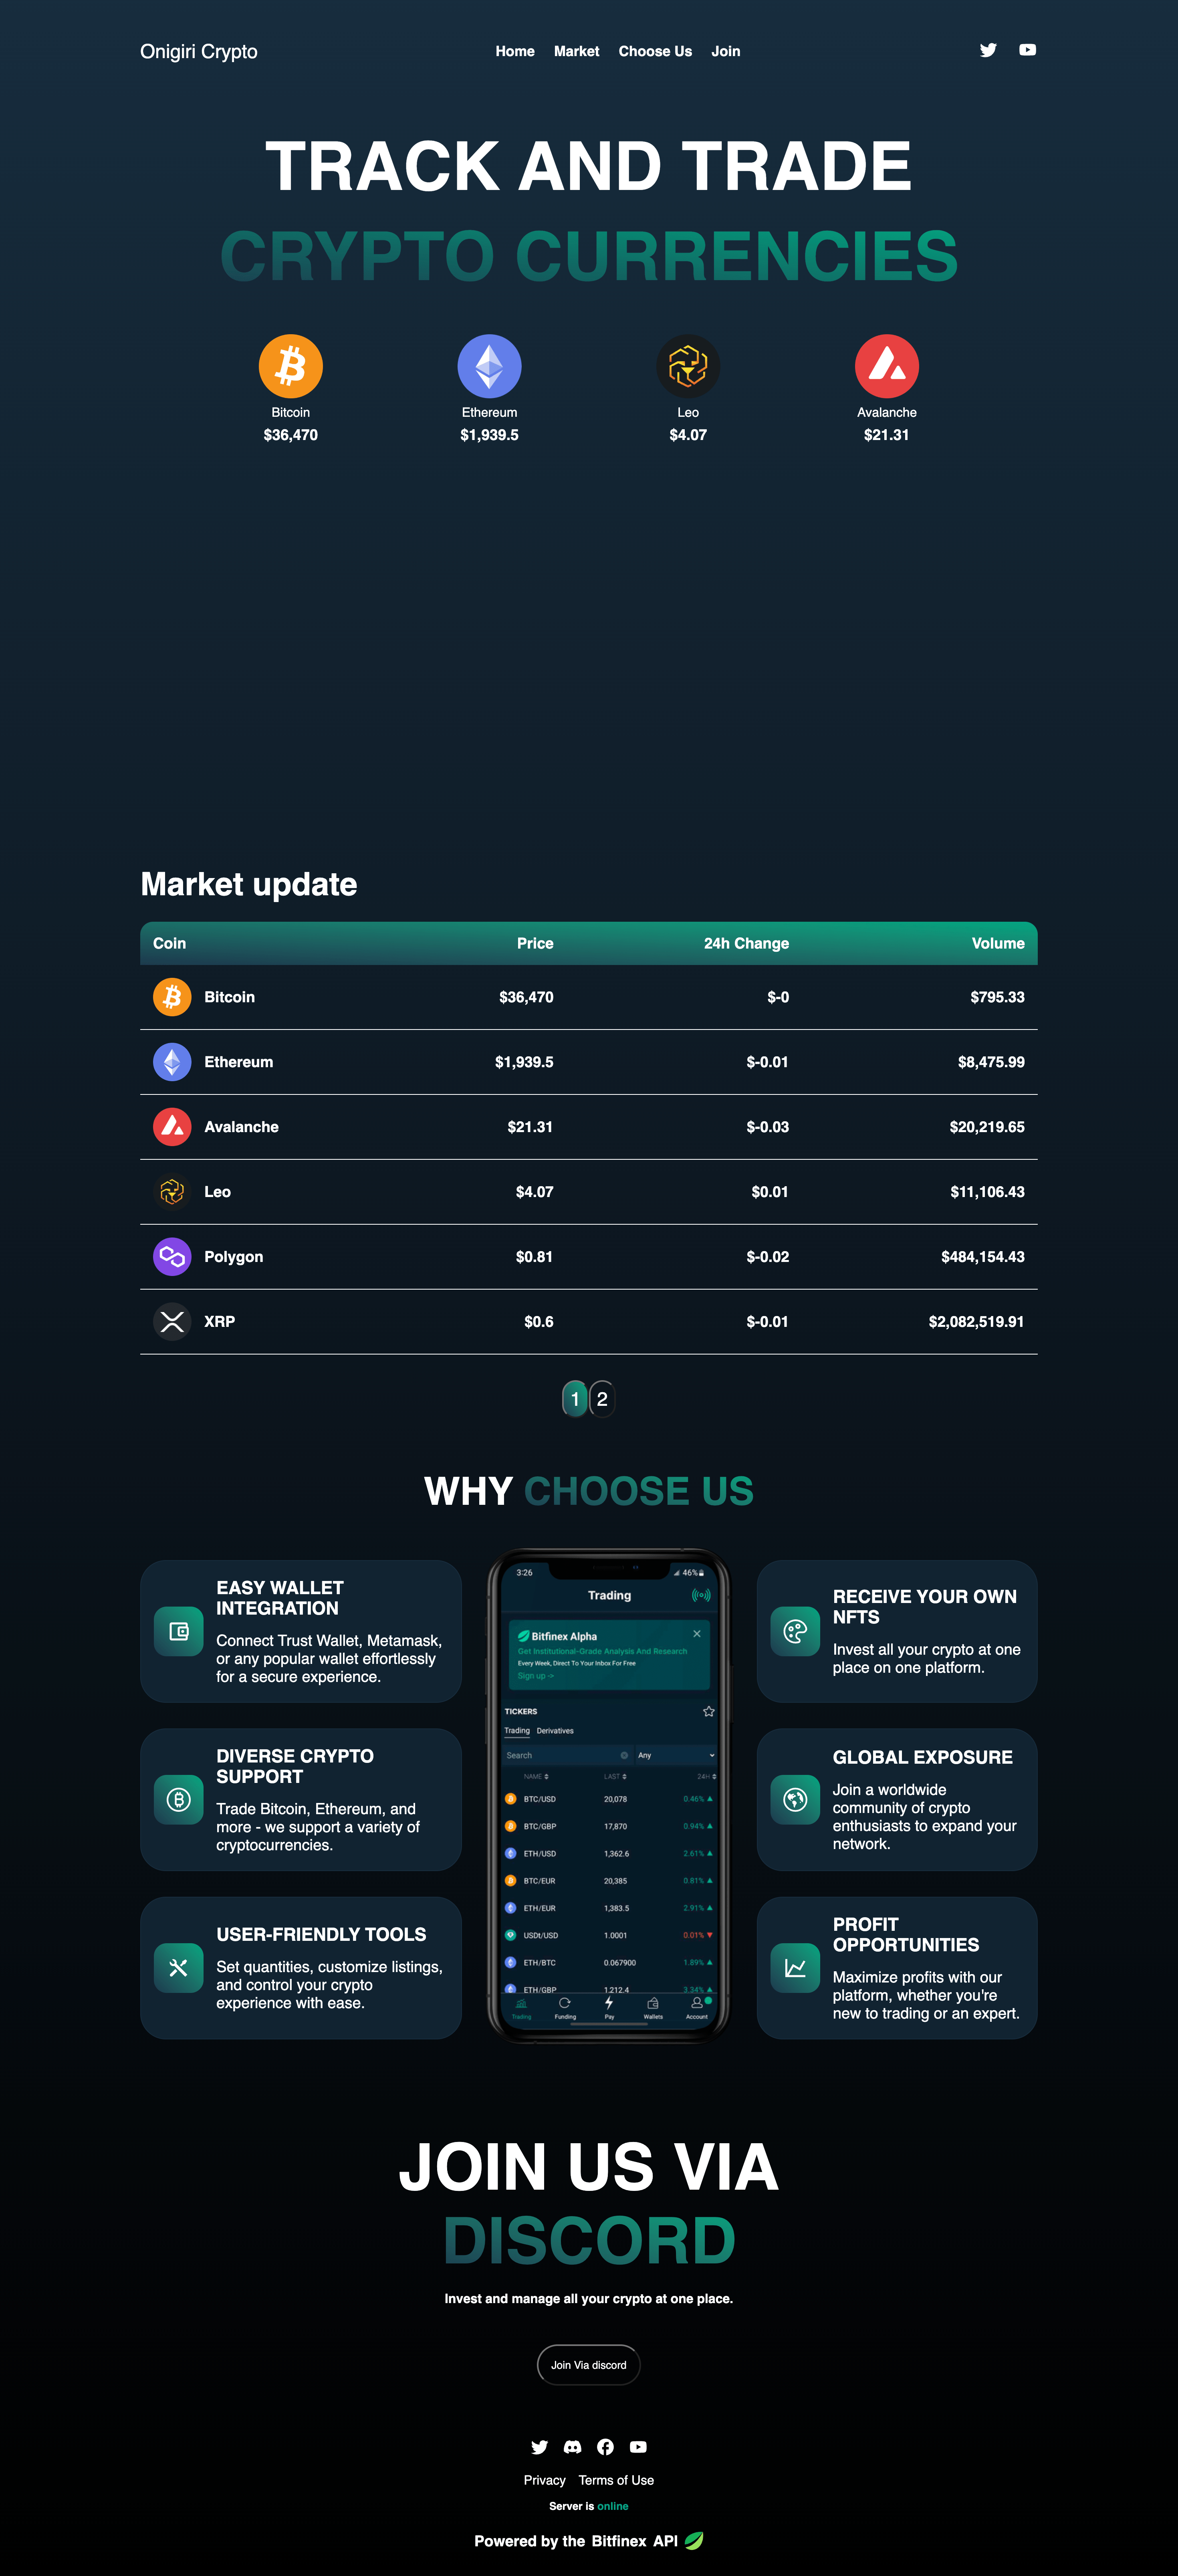 Onigiri Crypto
Home Market Choose Us Join
TRACK AND TRADE
CRYPTO CURRENCIES
Bitcoin
$36,470
Ethereum
$1,939.5
Leo
$4.07
Avalanche
$21.31
Market update
Coin Price 24h Change Volume
Bitcoin $36,470 $-0 $795.33
Ethereum $1,939.5 $-0.01 $8,475.99
Avalanche $21.31 $-0.03 $20,219.65
Leo $4.07 $0.01 $11,106.43
Polygon $0.81 $-0.02 $484,154.43
XRP $0.6 $-0.01 $2,082,519.91
1 2
WHY CHOOSE US
EASY WALLET
INTEGRATION
Connect Trust Wallet, Metamask,
or any popular wallet effortlessly
for a secure experience.
DIVERSE CRYPTO
SUPPORT
Trade Bitcoin, Ethereum, and
more - we support a variety of
cryptocurrencies.
USER-FRIENDLY TOOLS
Set quantities, customize listings,
and control your crypto
experience with ease.
3:26 46%
Trading
Bitfinex Alpha
Get Institutional-Grade Analysis And Research
Every Week, Direct To Your Inbox For Free
Sign up ->
TICKERS
Trading Derivatives
Search Any
NAME LAST 24H
BTC/USD 20,078 0.46%
BTC/GBP 17,870 0.94%
ETH/USD 1,362.6 2.61%
BTC/EUR 20,385 0.81%
ETH/EUR 1,383.5 2.91%
USDt/USD 1.0001 0.01%
ETH/BTC 0.067900 1.89%
ETH/GBP 1,212.4 3.34%
Trading Funding Pay Wallets Account
RECEIVE YOUR OWN
NFTS
Invest all your crypto at one
place on one platform.
GLOBAL EXPOSURE
Join a worldwide
community of crypto
enthusiasts to expand your
network.
PROFIT
OPPORTUNITIES
Maximize profits with our
platform, whether you're
new to trading or an expert.
JOIN US VIA
DISCORD
Invest and manage all your crypto at one place.
Join Via discord
Privacy Terms of Use
Server is online
Powered by the Bitfinex API